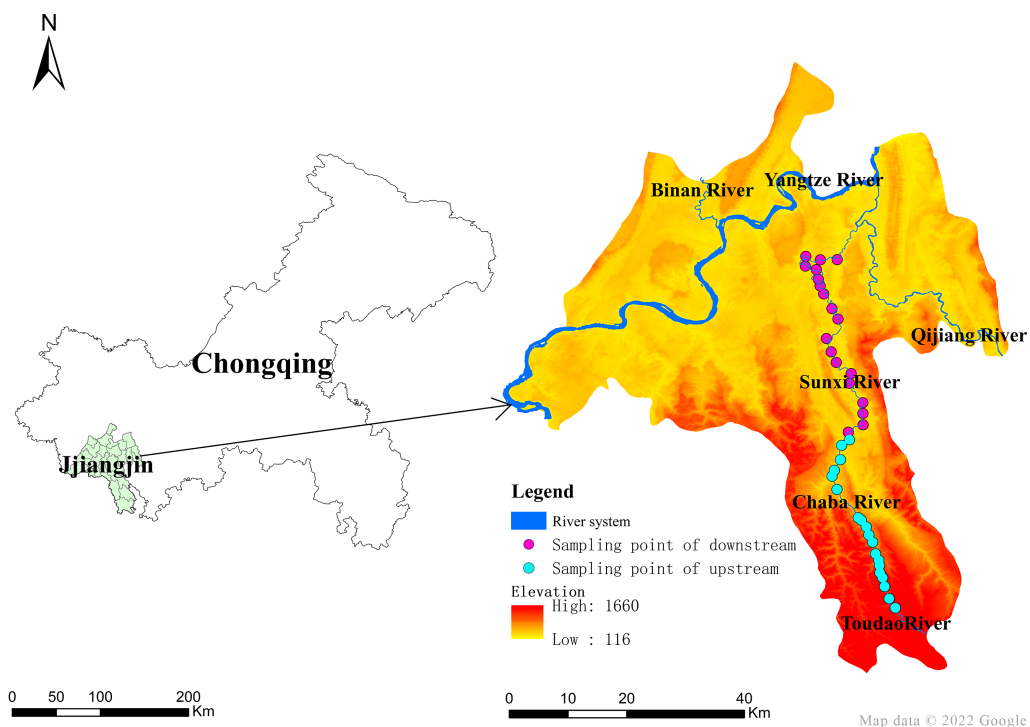 N
Binan River
Yangtze River
Qijiang River
Chongqing
Sunxi River
Jjiangjin
Chaba River
Legend
River system
Sampling point of downstream
Sampling point of upstream
Elevation
High: 1660
Low : 116
ToudaoRiver
0 50 100 200
Km
0 10 20 40
Km
Map data © 2022 Google